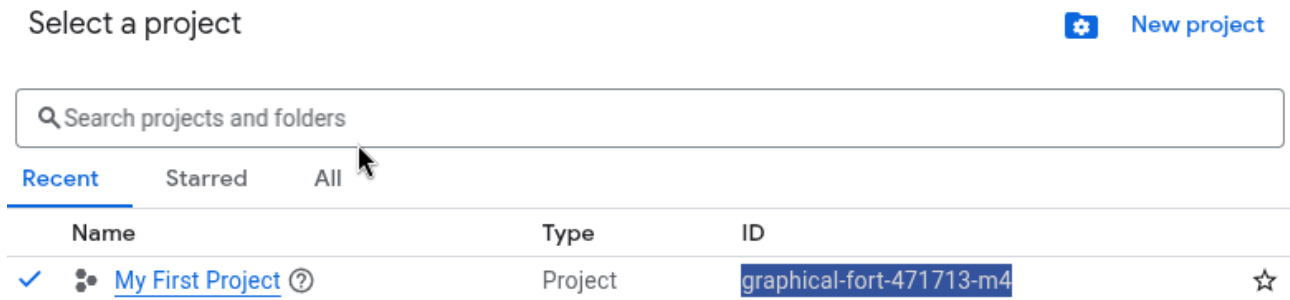 Select a project New project
Search projects and folders
Recent Starred All
Name Type ID
My First Project Project graphical-fort-471713-m4